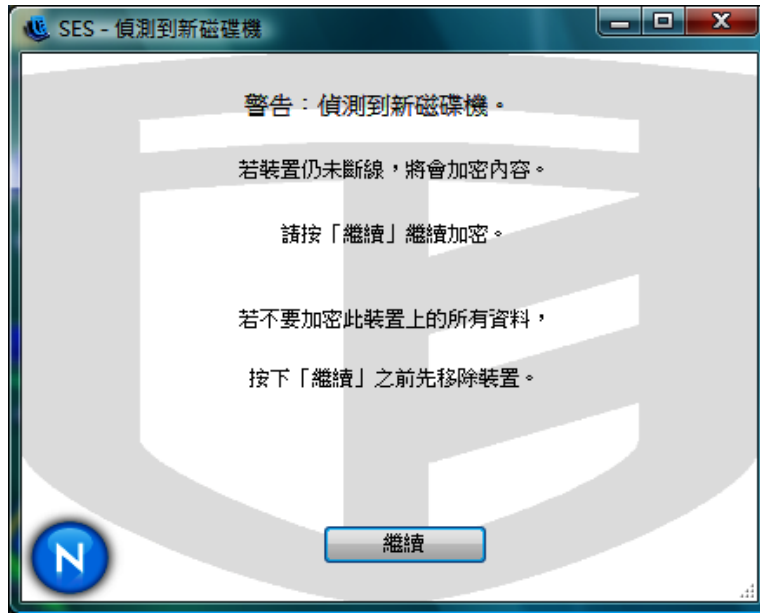 SES - 偵測到新磁碟機
警告：偵測到新磁碟機。
若裝置仍未斷線，將會加密內容。
請按「繼續」繼續加密。
若不要加密此裝置上的所有資料，
按下「繼續」之前先移除裝置。
繼續
N